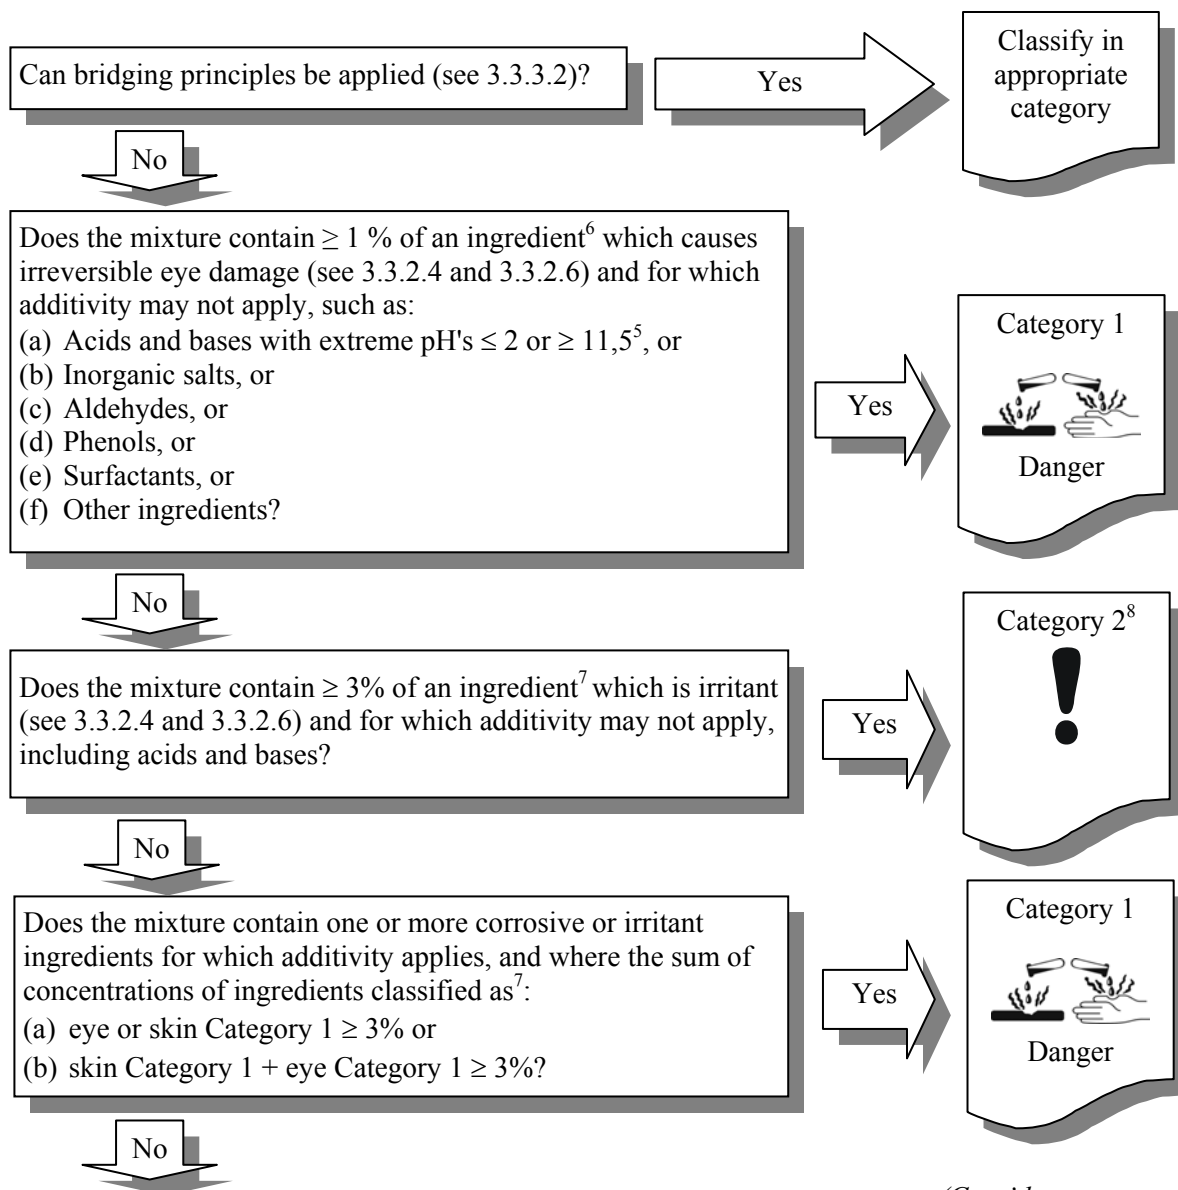 Can bridging principles be applied (see 3.3.3.2)?
Yes
Classify in
appropriate
category
No
Does the mixture contain ≥ 1 % of an ingredient⁶ which causes
irreversible eye damage (see 3.3.2.4 and 3.3.2.6) and for which
additivity may not apply, such as:
(a) Acids and bases with extreme pH's ≤ 2 or ≥ 11,5⁵, or
(b) Inorganic salts, or
(c) Aldehydes, or
(d) Phenols, or
(e) Surfactants, or
(f) Other ingredients?
Yes
Category 1
Danger
No
Does the mixture contain ≥ 3% of an ingredient⁷ which is irritant
(see 3.3.2.4 and 3.3.2.6) and for which additivity may not apply,
including acids and bases?
Yes
Category 2⁸
No
Does the mixture contain one or more corrosive or irritant
ingredients for which additivity applies, and where the sum of
concentrations of ingredients classified as⁷:
(a) eye or skin Category 1 ≥ 3% or
(b) skin Category 1 + eye Category 1 ≥ 3%?
Yes
Category 1
Danger
No